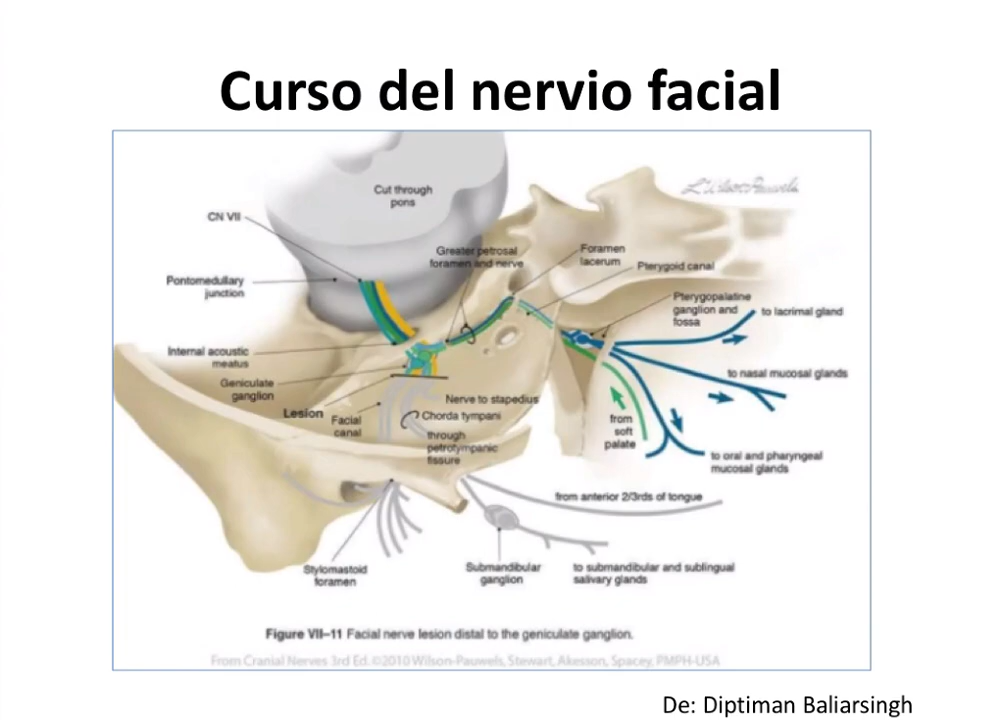 Curso del nervio facial
L. Wilson-Pauwels
Cut through
pons
CN VII
Greater petrosal
foramen and nerve
Foramen
lacerum
Pterygoid canal
Pontomedullary
junction
Pterygopalatine
ganglion and
fossa
to lacrimal gland
Internal acoustic
meatus
to nasal mucosal glands
Geniculate
ganglion
Nerve to stapedius
Lesion
Facial
canal
Chorda tympani
through
petrotympanic
fissure
from
soft
palate
to oral and pharyngeal
mucosal glands
from anterior 2/3rds of tongue
Stylomastoid
foramen
Submandibular
ganglion
to submandibular and sublingual
salivary glands
Figure VII–11 Facial nerve lesion distal to the geniculate ganglion.
From Cranial Nerves 3rd Ed.©2010 Wilson-Pauwels, Stewart, Akesson, Spacey, PMPH-USA
De: Diptiman Baliarsingh